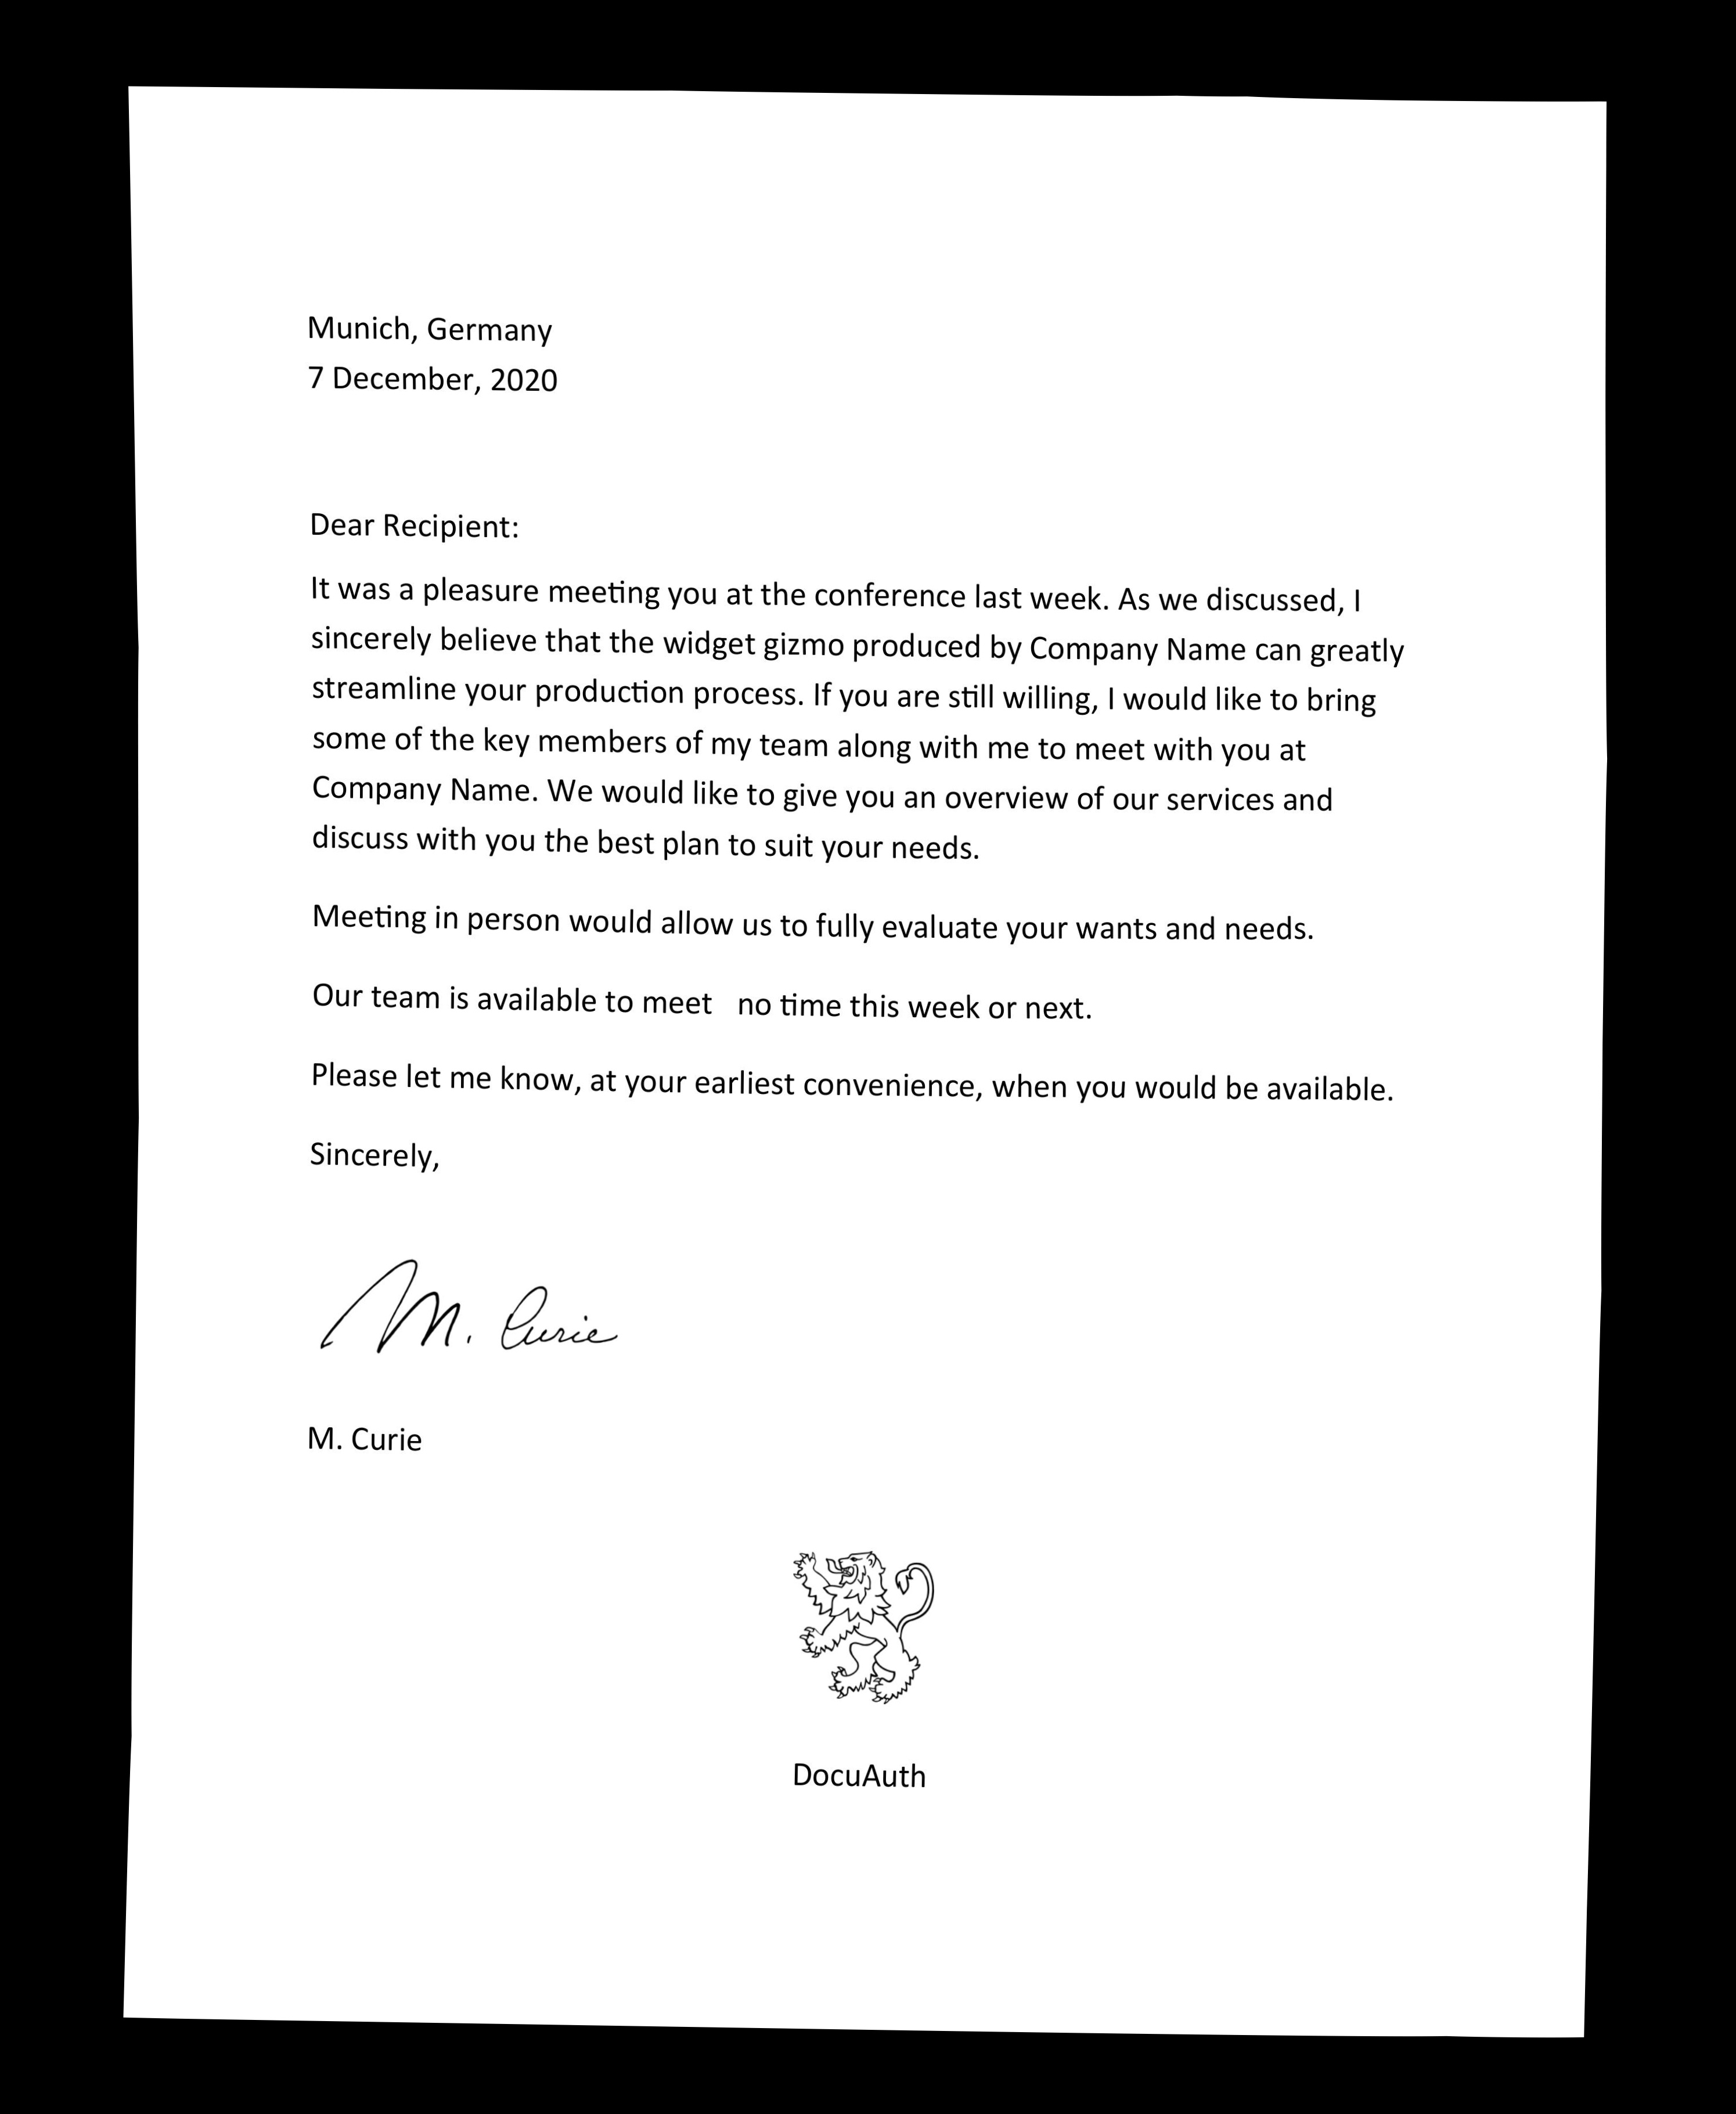 Munich, Germany
7 December, 2020
Dear Recipient:
It was a pleasure meeting you at the conference last week. As we discussed, I
sincerely believe that the widget gizmo produced by Company Name can greatly
streamline your production process. If you are still willing, I would like to bring
some of the key members of my team along with me to meet with you at
Company Name. We would like to give you an overview of our services and
discuss with you the best plan to suit your needs.
Meeting in person would allow us to fully evaluate your wants and needs.
Our team is available to meet   no time this week or next.
Please let me know, at your earliest convenience, when you would be available.
Sincerely,
M. Curie
M. Curie
DocuAuth